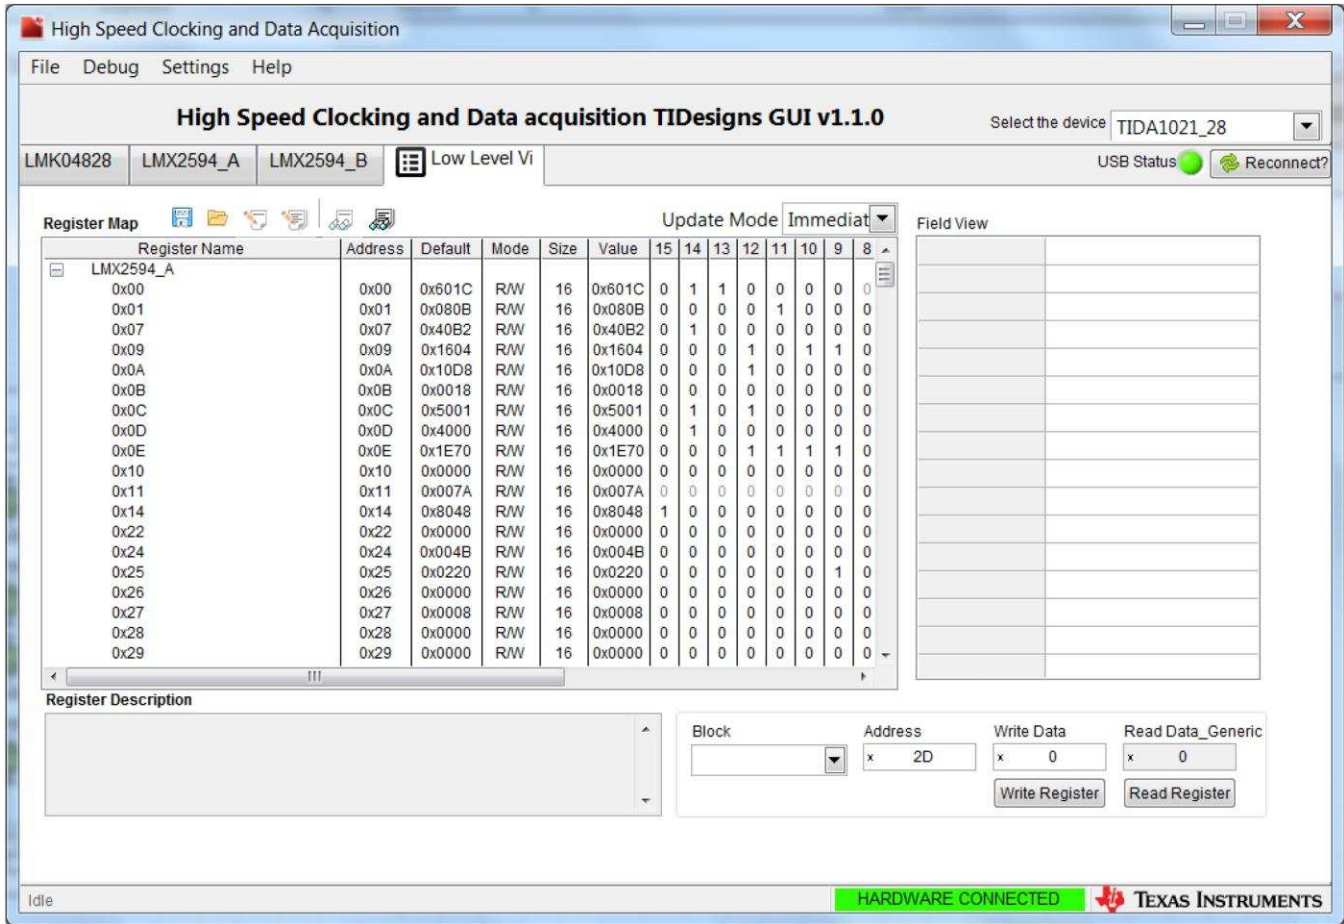 High Speed Clocking and Data Acquisition
File Debug Settings Help
High Speed Clocking and Data acquisition TIDesigns GUI v1.1.0
Select the device TIDA1021_28
LMK04828 LMX2594_A LMX2594_B Low Level Vi
USB Status Reconnect?
Register Map Update Mode Immediat Field View
Register Name Address Default Mode Size Value 15 14 13 12 11 10 9 8
LMX2594_A
0x00 0x00 0x601C R/W 16 0x601C 0 1 1 0 0 0 0 0
0x01 0x01 0x080B R/W 16 0x080B 0 0 0 0 1 0 0 0
0x07 0x07 0x40B2 R/W 16 0x40B2 0 1 0 0 0 0 0 0
0x09 0x09 0x1604 R/W 16 0x1604 0 0 0 1 0 1 1 0
0x0A 0x0A 0x10D8 R/W 16 0x10D8 0 0 0 1 0 0 0 0
0x0B 0x0B 0x0018 R/W 16 0x0018 0 0 0 0 0 0 0 0
0x0C 0x0C 0x5001 R/W 16 0x5001 0 1 0 1 0 0 0 0
0x0D 0x0D 0x4000 R/W 16 0x4000 0 1 0 0 0 0 0 0
0x0E 0x0E 0x1E70 R/W 16 0x1E70 0 0 0 1 1 1 1 0
0x10 0x10 0x0000 R/W 16 0x0000 0 0 0 0 0 0 0 0
0x11 0x11 0x007A R/W 16 0x007A 0 0 0 0 0 0 0 0
0x14 0x14 0x8048 R/W 16 0x8048 1 0 0 0 0 0 0 0
0x22 0x22 0x0000 R/W 16 0x0000 0 0 0 0 0 0 0 0
0x24 0x24 0x004B R/W 16 0x004B 0 0 0 0 0 0 0 0
0x25 0x25 0x0220 R/W 16 0x0220 0 0 0 0 0 0 1 0
0x26 0x26 0x0000 R/W 16 0x0000 0 0 0 0 0 0 0 0
0x27 0x27 0x0008 R/W 16 0x0008 0 0 0 0 0 0 0 0
0x28 0x28 0x0000 R/W 16 0x0000 0 0 0 0 0 0 0 0
0x29 0x29 0x0000 R/W 16 0x0000 0 0 0 0 0 0 0 0
Register Description
Block Address Write Data Read Data_Generic
x 2D x 0 x 0
Write Register Read Register
Idle HARDWARE CONNECTED TEXAS INSTRUMENTS